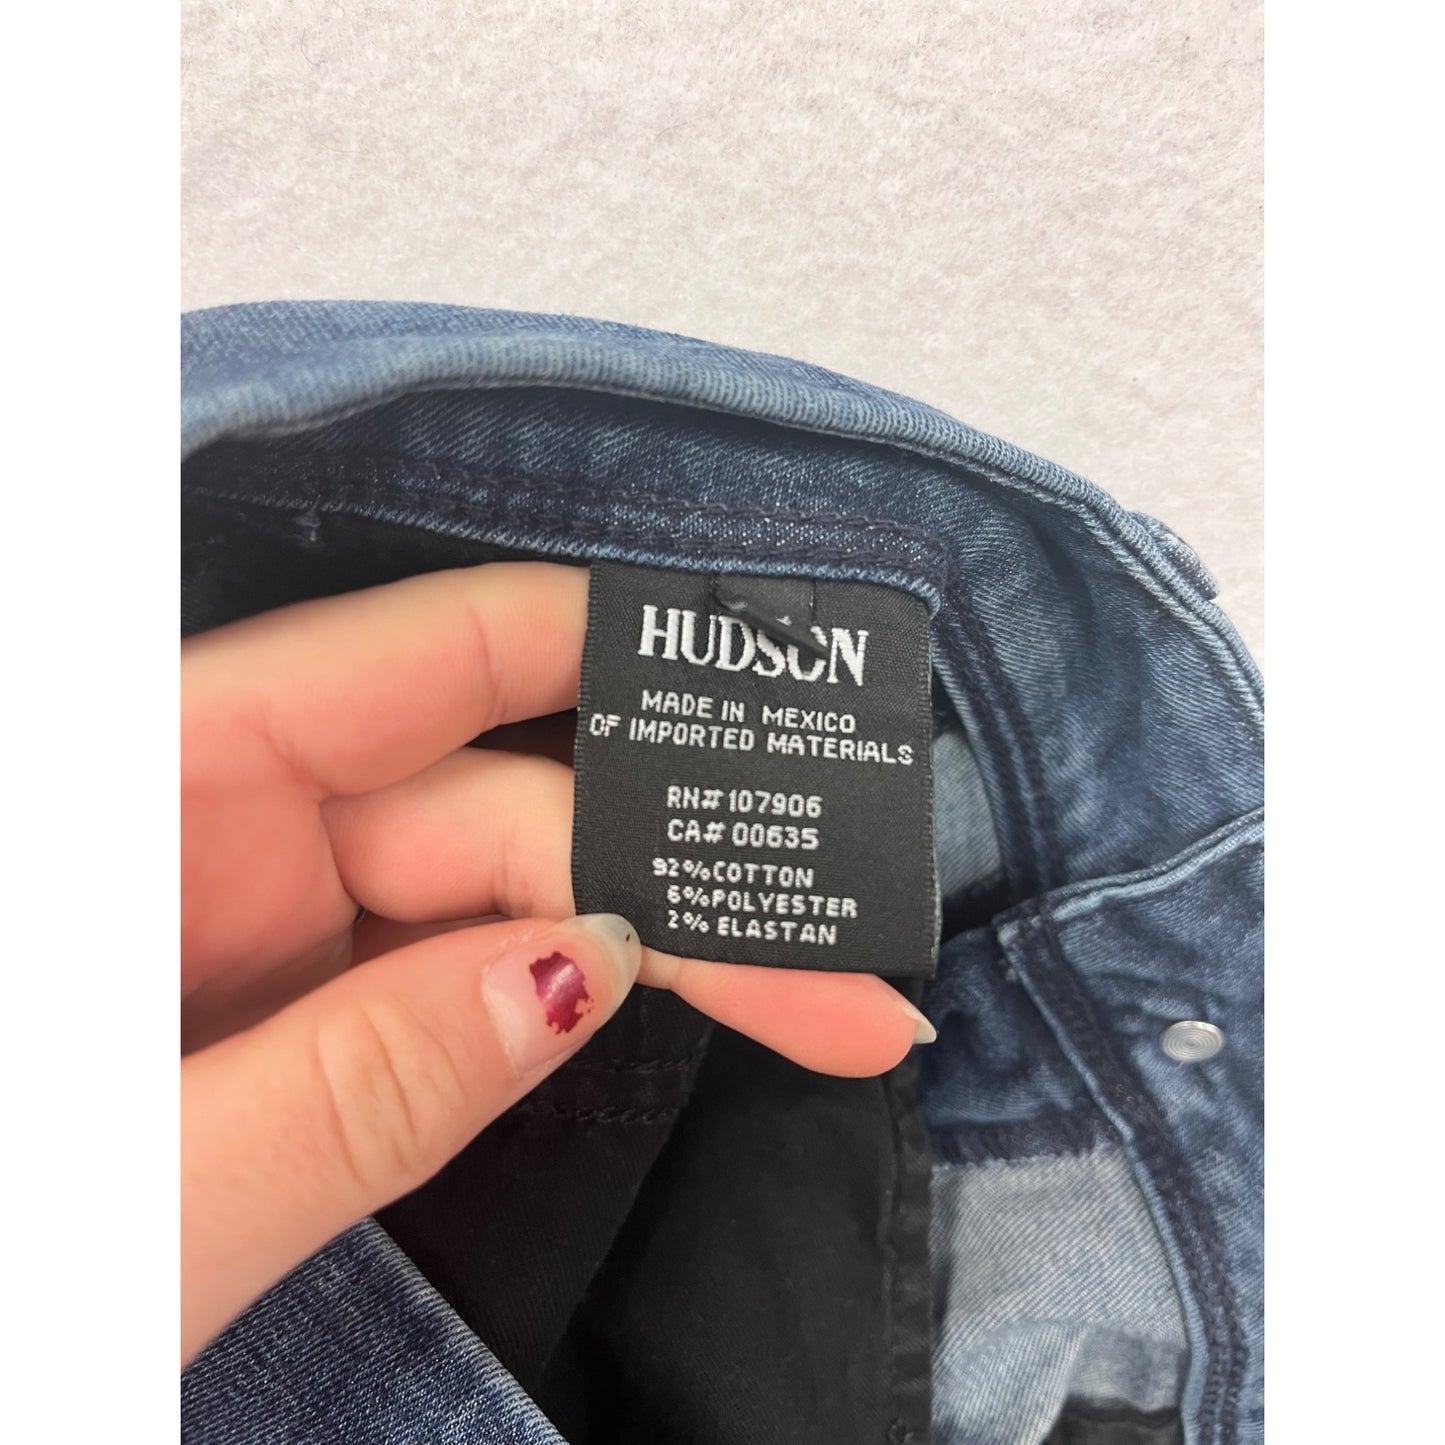 HUDSON
MADE IN MEXICO
OF IMPORTED MATERIALS
RN# 107906
CA# 00635
92% COTTON
6% POLYESTER
2% ELASTAN